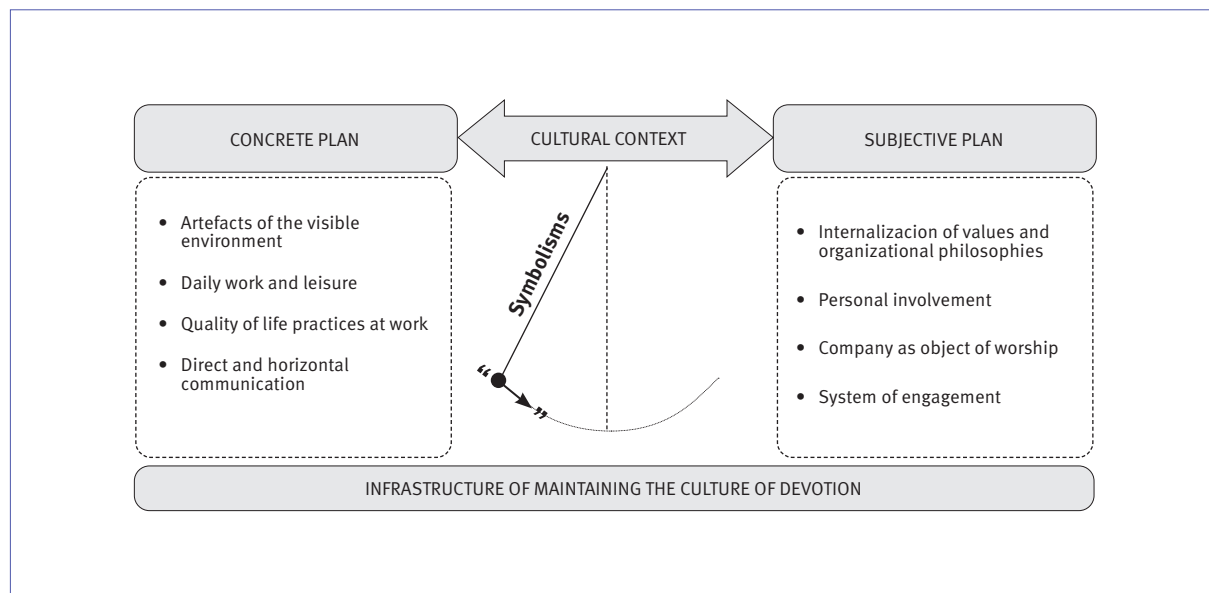 CONCRETE PLAN
CULTURAL CONTEXT
SUBJECTIVE PLAN
• Artefacts of the visible
environment
• Daily work and leisure
• Quality of life practices at work
• Direct and horizontal
communication
Symbolisms
“
”
• Internalizacion of values and
organizational philosophies
• Personal involvement
• Company as object of worship
• System of engagement
INFRASTRUCTURE OF MAINTAINING THE CULTURE OF DEVOTION